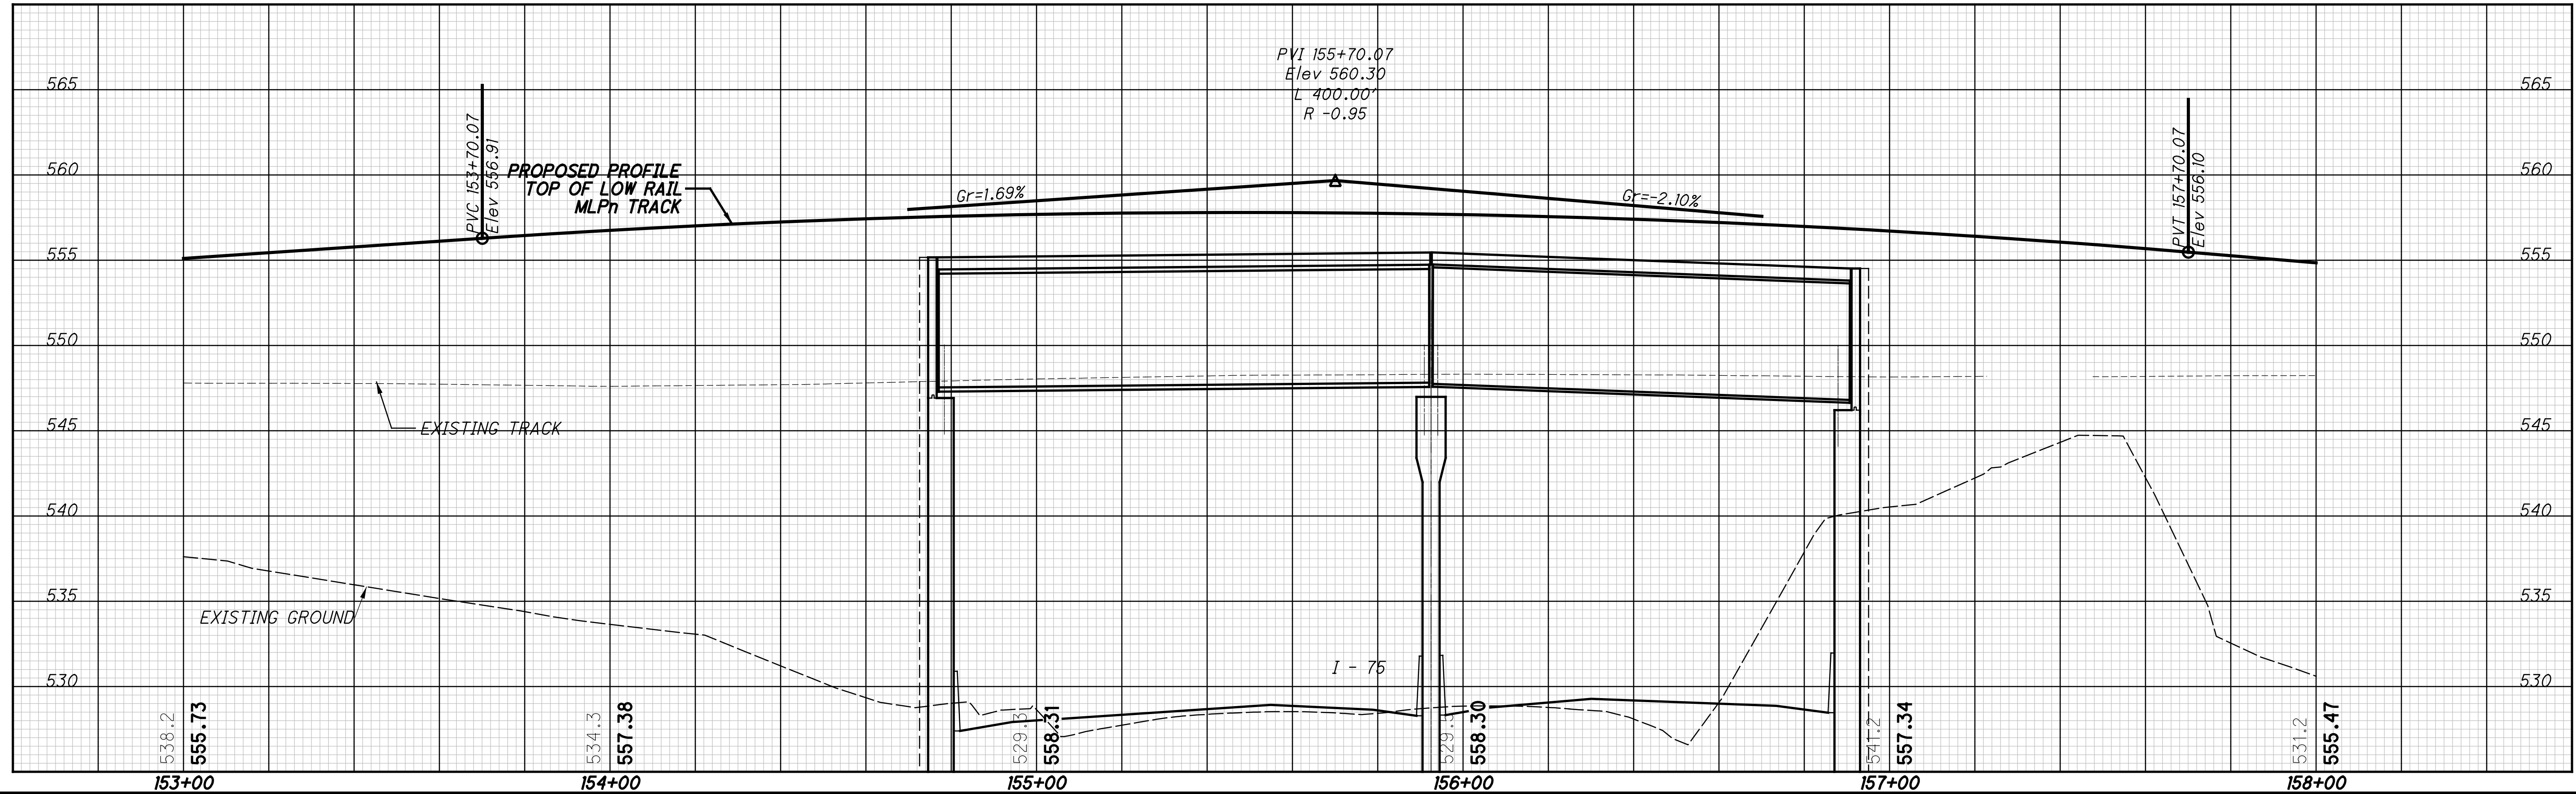 PVI 155+70.07
Elev 560.30
L 400.00'
R -0.95
565
565
PVC 153+70.07
Elev 556.91
PVT 157+70.07
Elev 556.10
560
560
PROPOSED PROFILE
TOP OF LOW RAIL
MLPn TRACK
Gr=1.69%
Gr=-2.10%
555
555
550
550
545
EXISTING TRACK
545
540
540
535
EXISTING GROUND
535
530
I - 75
530
538.2
555.73
534.3
557.38
529.3
558.31
558.30
541.2
557.34
531.2
555.47
153+00
154+00
155+00
156+00
157+00
158+00